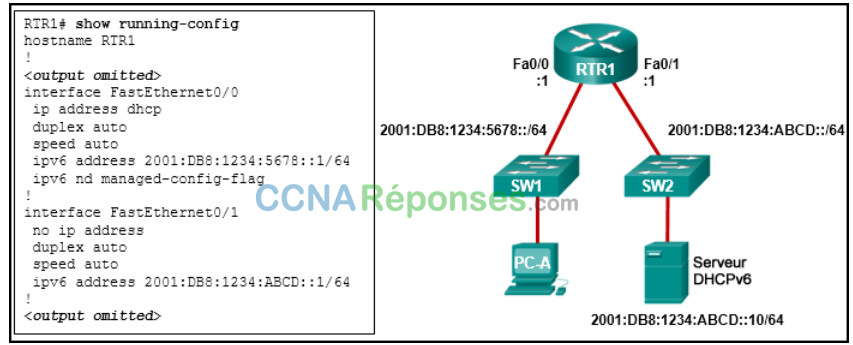 RTR1# show running-config
hostname RTR1
!
<output omitted>
interface FastEthernet0/0
ip address dhcp
duplex auto
speed auto
ipv6 address 2001:DB8:1234:5678::1/64
ipv6 nd managed-config-flag
!
interface FastEthernet0/1
no ip address
duplex auto
speed auto
ipv6 address 2001:DB8:1234:ABCD::1/64
!
<output omitted>
CCNARéponses.com
Fa0/0
:1
RTR1
Fa0/1
:1
2001:DB8:1234:5678::/64
2001:DB8:1234:ABCD::/64
SW1
SW2
PC-A
Serveur
DHCPv6
2001:DB8:1234:ABCD::10/64